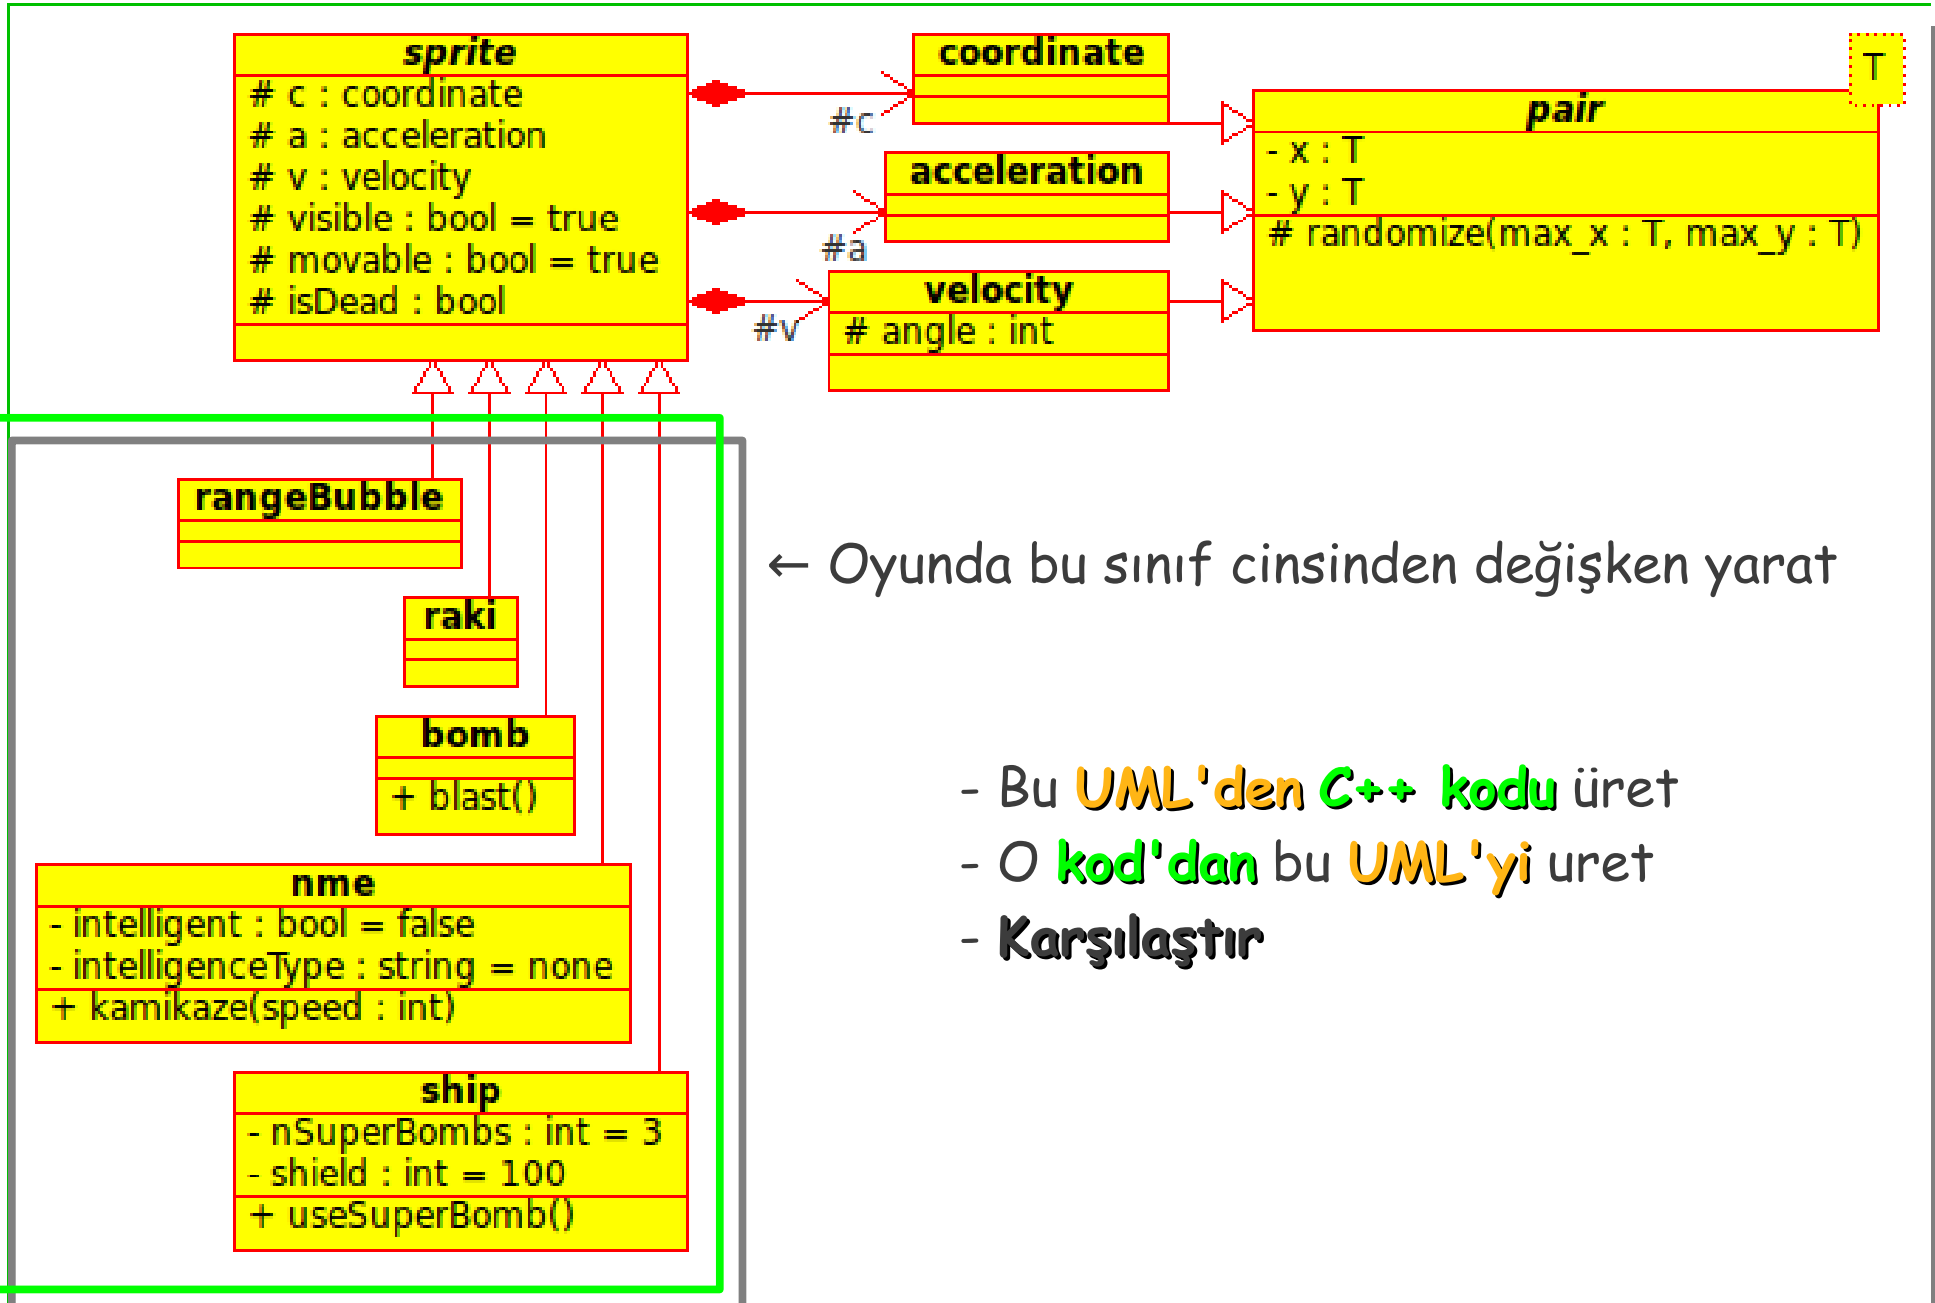 sprite
# c : coordinate
# a : acceleration
# v : velocity
# visible : bool = true
# movable : bool = true
# isDead : bool
#c
#a
#v
coordinate
acceleration
velocity
# angle : int
T
pair
- x : T
- y : T
# randomize(max_x : T, max_y : T)
rangeBubble
raki
bomb
+ blast()
nme
- intelligent : bool = false
- intelligenceType : string = none
+ kamikaze(speed : int)
ship
- nSuperBombs : int = 3
- shield : int = 100
+ useSuperBomb()
← Oyunda bu sınıf cinsinden değişken yarat
- Bu UML'den C++ kodu üret
- O kod'dan bu UML'yi uret
- Karşılaştır